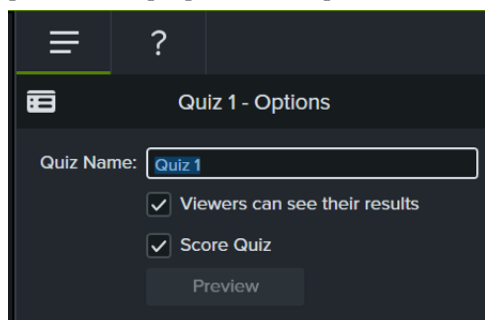 ?
Quiz 1 - Options
Quiz Name: Quiz 1
Viewers can see their results
Score Quiz
Preview